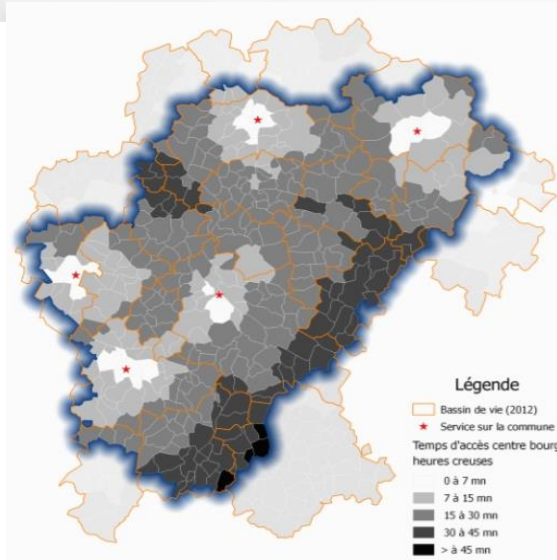 Légende
Bassin de vie (2012)
Service sur la commune
Temps d'accès centre bourg
heures creuses
0 à 7 mn
7 à 15 mn
15 à 30 mn
30 à 45 mn
> à 45 mn